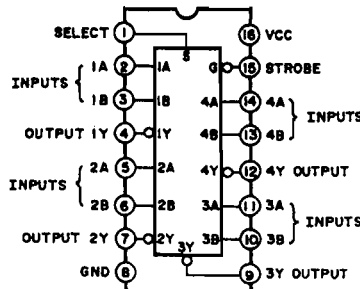 SELECT 1 16 VCC
S
1A 2 1A G 15 STROBE
INPUTS
1B 3 1B 4A 14 4A
INPUTS
OUTPUT 1Y 4 1Y 4B 13 4B
2A 5 2A 4Y 12 4Y OUTPUT
INPUTS
2B 6 2B 3A 11 3A
INPUTS
OUTPUT 2Y 7 2Y 3B 10 3B
3Y
GND 8 9 3Y OUTPUT